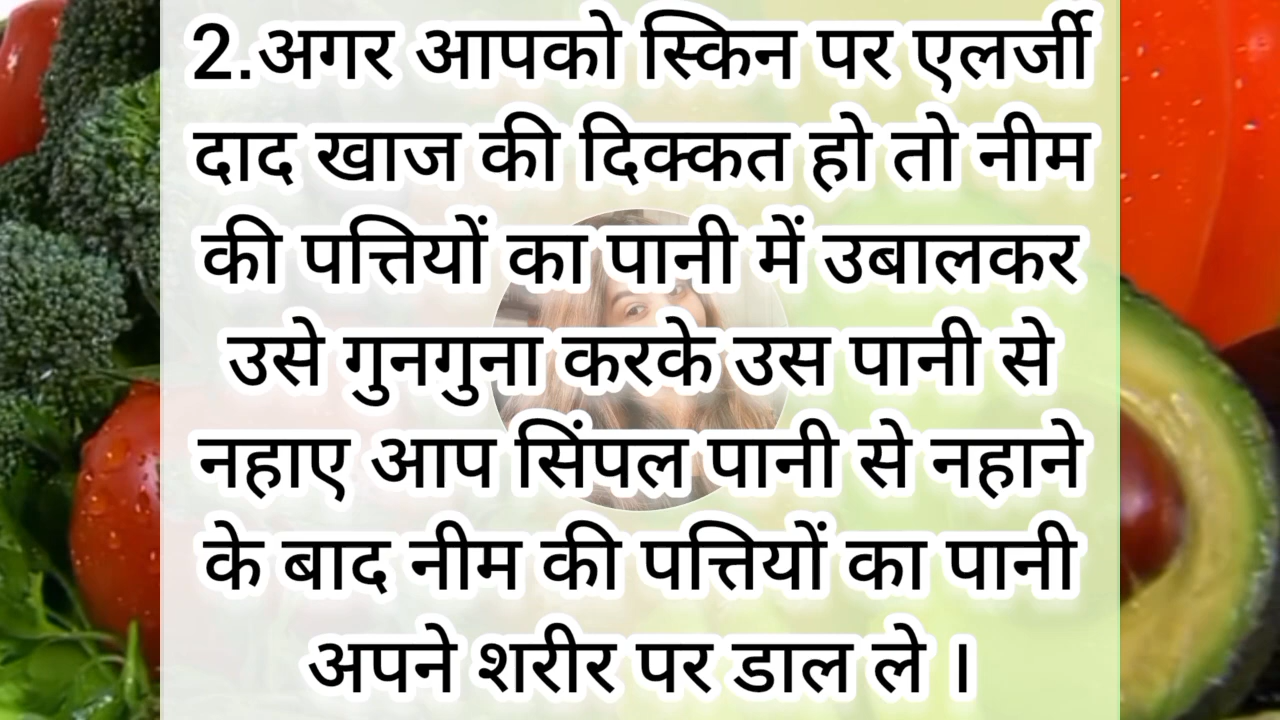 2.अगर आपको स्किन पर एलर्जी
दाद खाज की दिक्कत हो तो नीम
की पत्तियों का पानी में उबालकर
उसे गुनगुना करके उस पानी से
नहाए आप सिंपल पानी से नहाने
के बाद नीम की पत्तियों का पानी
अपने शरीर पर डाल ले ।